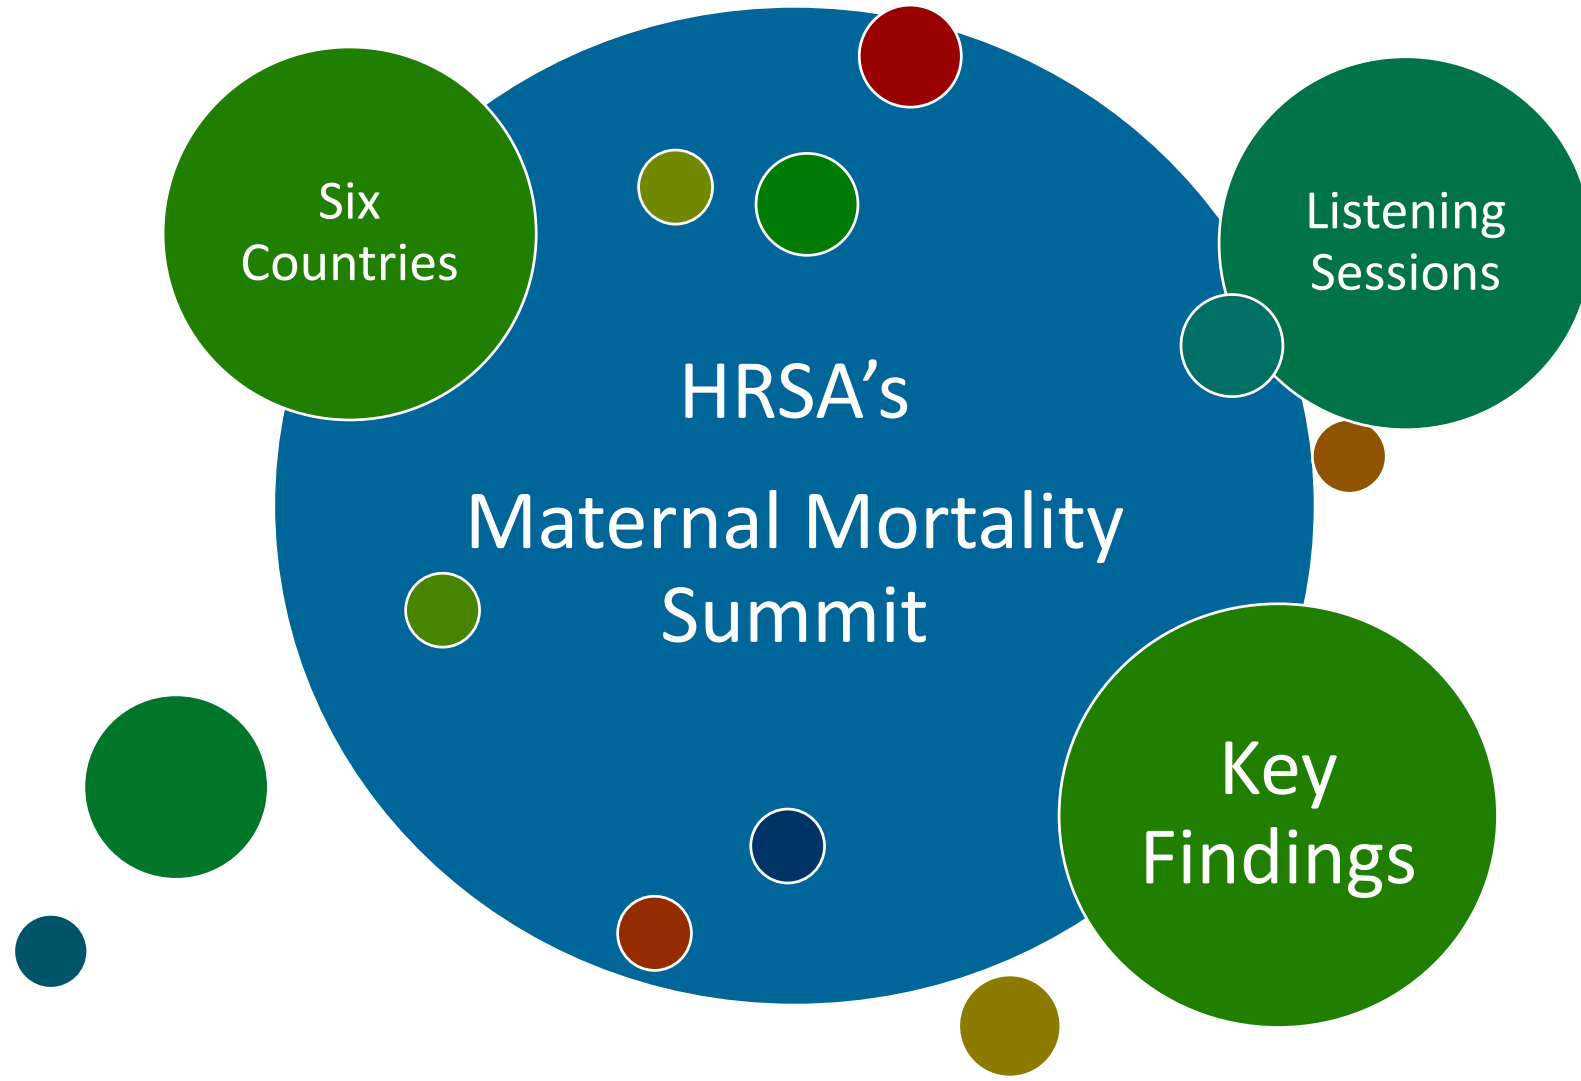 Six
Countries
Listening
Sessions
HRSA’s
Maternal Mortality
Summit
Key
Findings